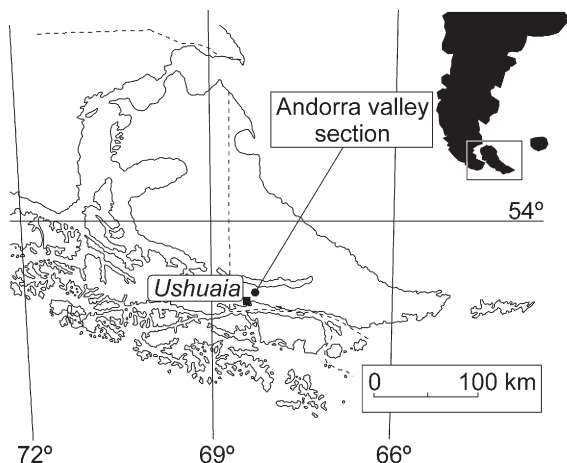 Andorra valley
section
54º
Ushuaia
0 100 km
72º 69º 66º